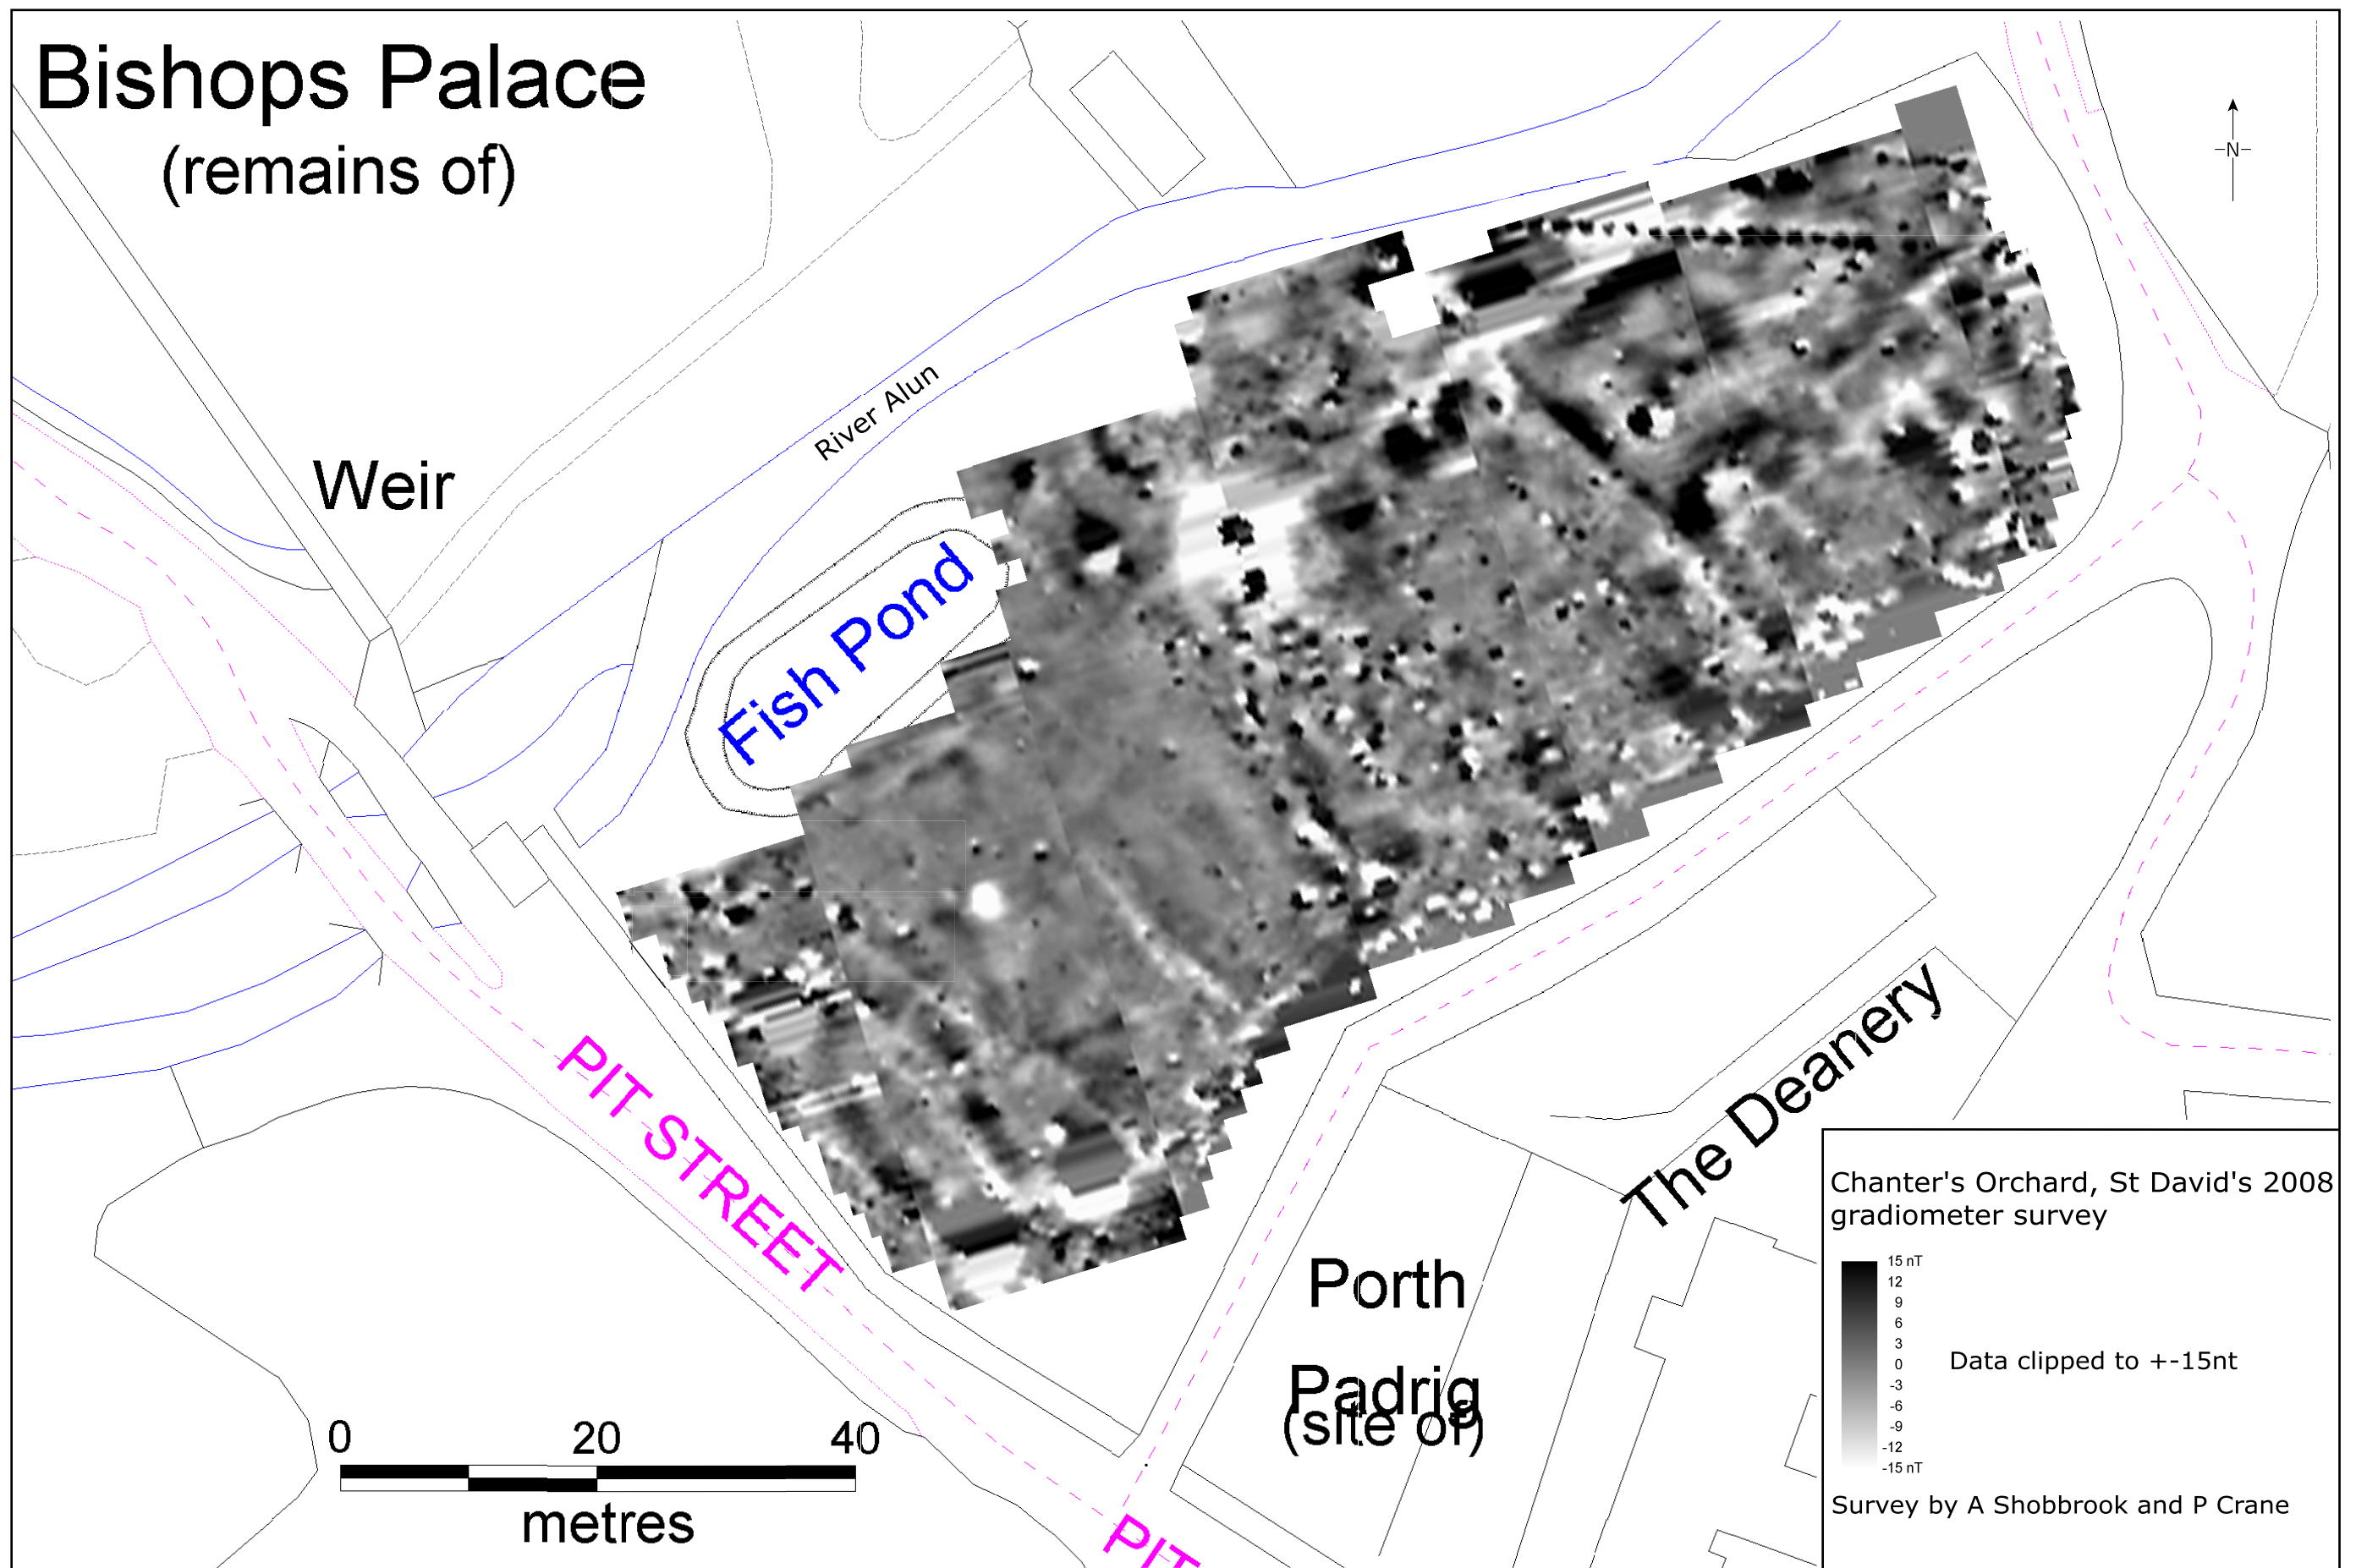 Bishops Palace
(remains of)
N
Weir
River Alun
Fish Pond
PIT STREET
The Deanery
Porth
Padrig
(site of)
0 20 40
metres
PIT
Chanter's Orchard, St David's 2008
gradiometer survey
15 nT
12
9
6
3
0
-3
-6
-9
-12
-15 nT
Data clipped to +-15nt
Survey by A Shobbrook and P Crane